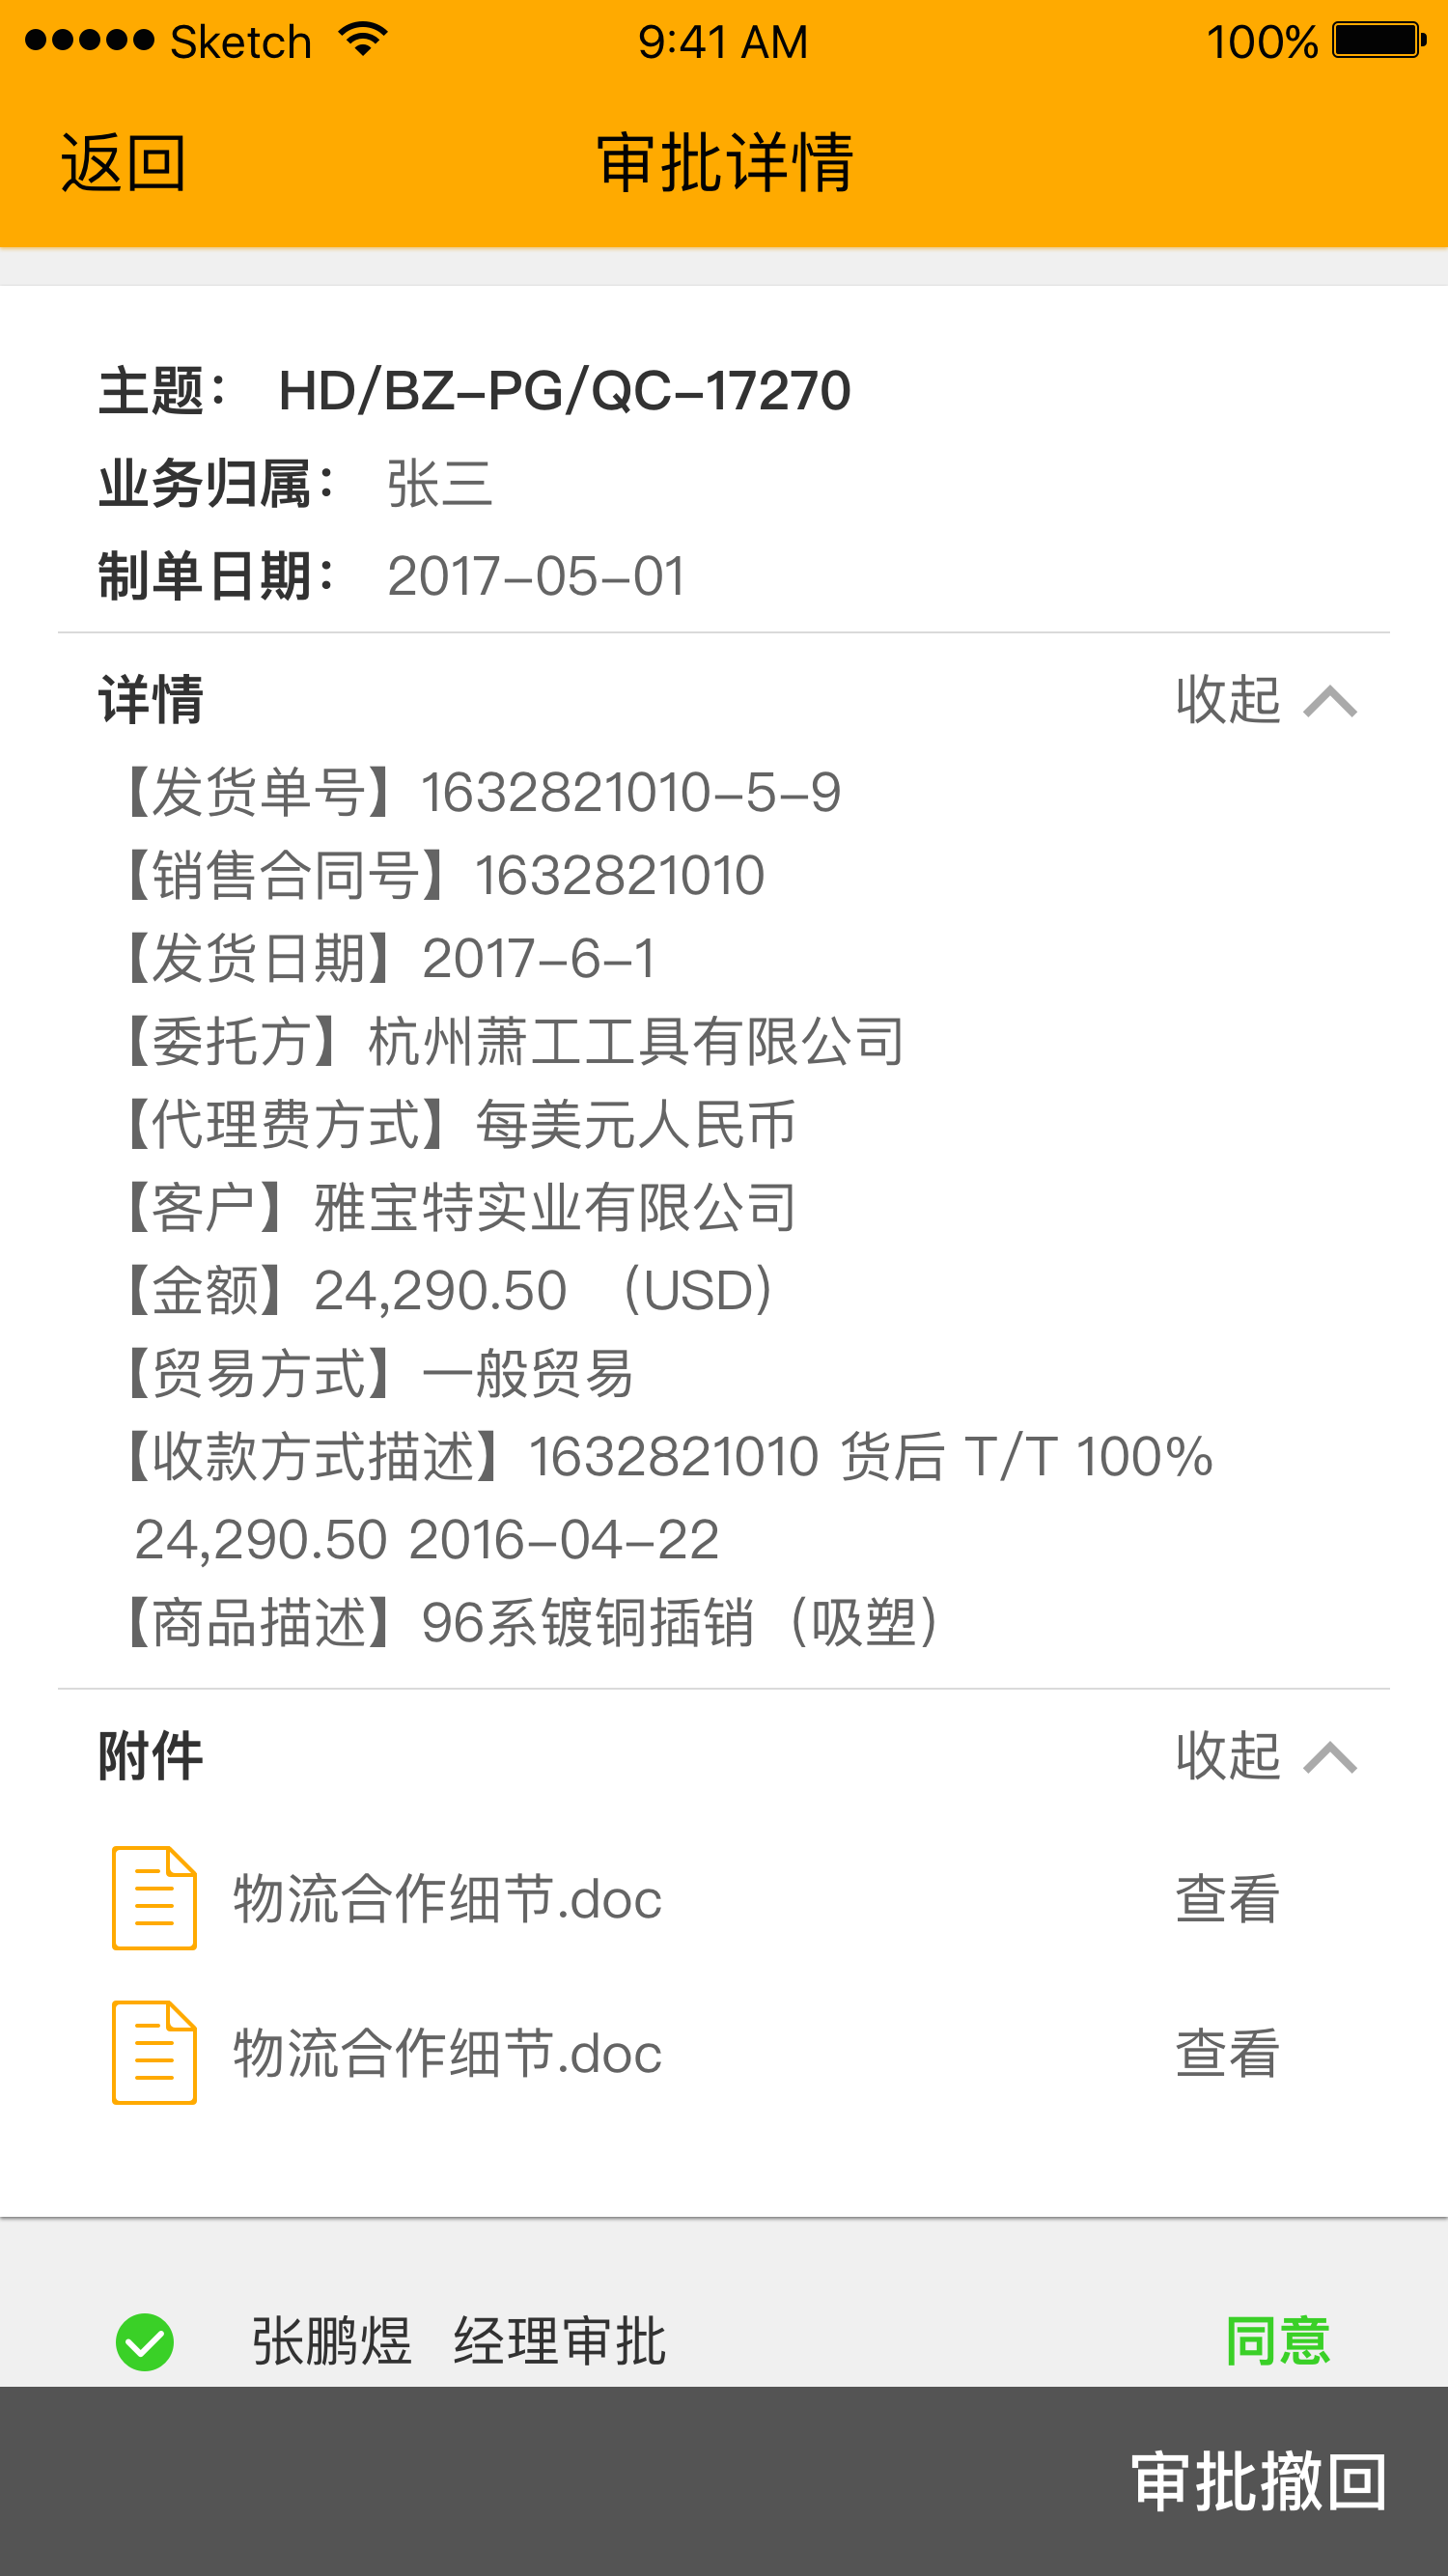 Sketch 9:41 AM 100%
返回 审批详情
主题： HD/BZ-PG/QC-17270
业务归属： 张三
制单日期： 2017-05-01
详情 收起
【发货单号】1632821010-5-9
【销售合同号】1632821010
【发货日期】2017-6-1
【委托方】杭州萧工工具有限公司
【代理费方式】每美元人民币
【客户】雅宝特实业有限公司
【金额】24,290.50 （USD）
【贸易方式】一般贸易
【收款方式描述】1632821010 货后 T/T 100%
24,290.50 2016-04-22
【商品描述】96系镀铜插销（吸塑）
附件 收起
物流合作细节.doc 查看
物流合作细节.doc 查看
张鹏煜 经理审批 同意
审批撤回